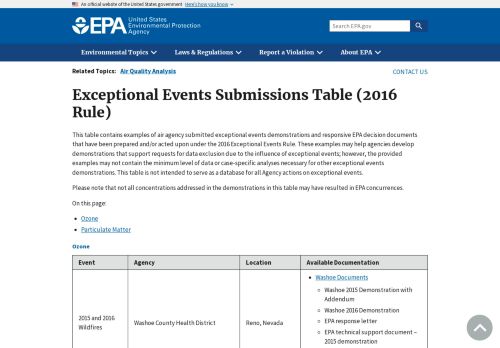 An official website of the United States government Here's how you know
EPA United States
Environmental Protection
Agency
Search EPA.gov
Environmental Topics
Laws & Regulations
Report a Violation
About EPA
Related Topics: Air Quality Analysis
CONTACT US
Exceptional Events Submissions Table (2016
Rule)
This table contains examples of air agency submitted exceptional events demonstrations and responsive EPA decision documents
that have been prepared and/or acted upon under the 2016 Exceptional Events Rule. These examples may help agencies develop
demonstrations that support requests for data exclusion due to the influence of exceptional events; however, the provided
examples may not contain the minimum level of data or case-specific analyses necessary for other exceptional events
demonstrations. This table is not intended to serve as a database for all Agency actions on exceptional events.
Please note that not all concentrations addressed in the demonstrations in this table may have resulted in EPA concurrences.
On this page:
Ozone
Particulate Matter
Ozone
Event Agency Location Available Documentation
2015 and 2016
Wildfires
Washoe County Health District
Reno, Nevada
Washoe Documents
Washoe 2015 Demonstration with
Addendum
Washoe 2016 Demonstration
EPA response letter
EPA technical support document –
2015 demonstration